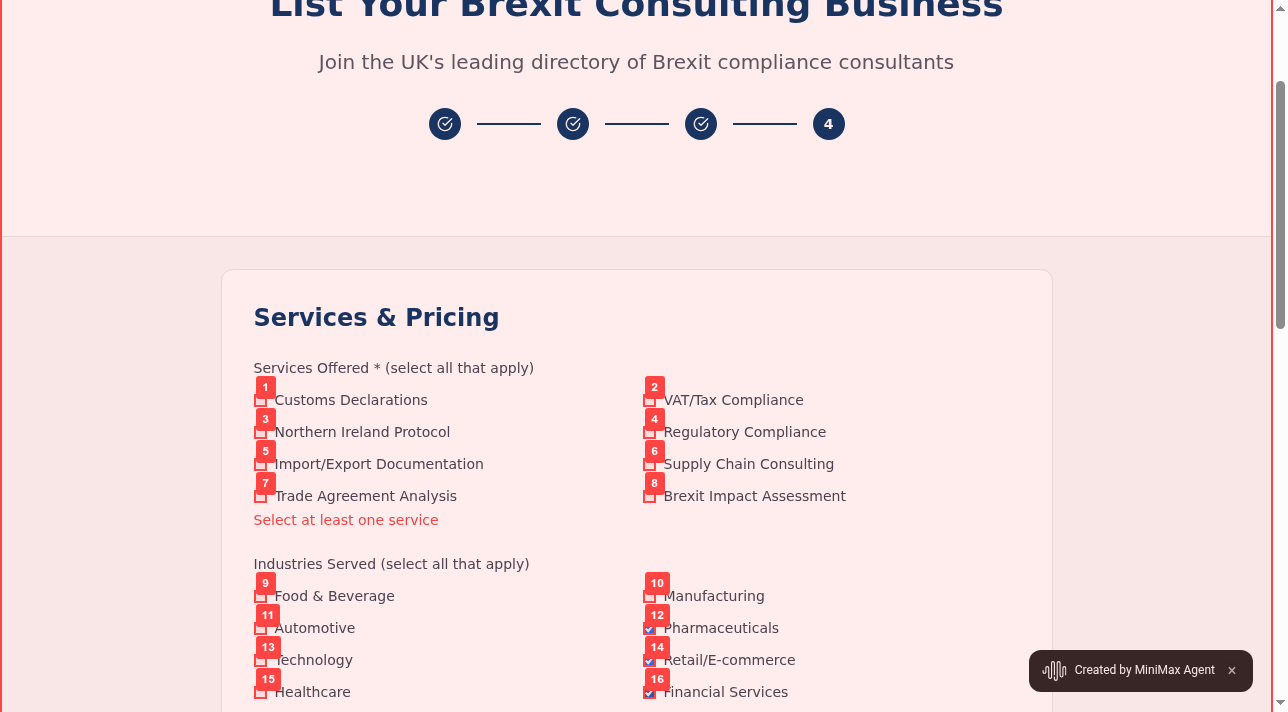 List Your Brexit Consulting Business
Join the UK's leading directory of Brexit compliance consultants
4
Services & Pricing
Services Offered * (select all that apply)
1 Customs Declarations
2 VAT/Tax Compliance
3 Northern Ireland Protocol
4 Regulatory Compliance
5 Import/Export Documentation
6 Supply Chain Consulting
7 Trade Agreement Analysis
8 Brexit Impact Assessment
Select at least one service
Industries Served (select all that apply)
9 Food & Beverage
10 Manufacturing
11 Automotive
12 Pharmaceuticals
13 Technology
14 Retail/E-commerce
15 Healthcare
16 Financial Services
Created by MiniMax Agent ×